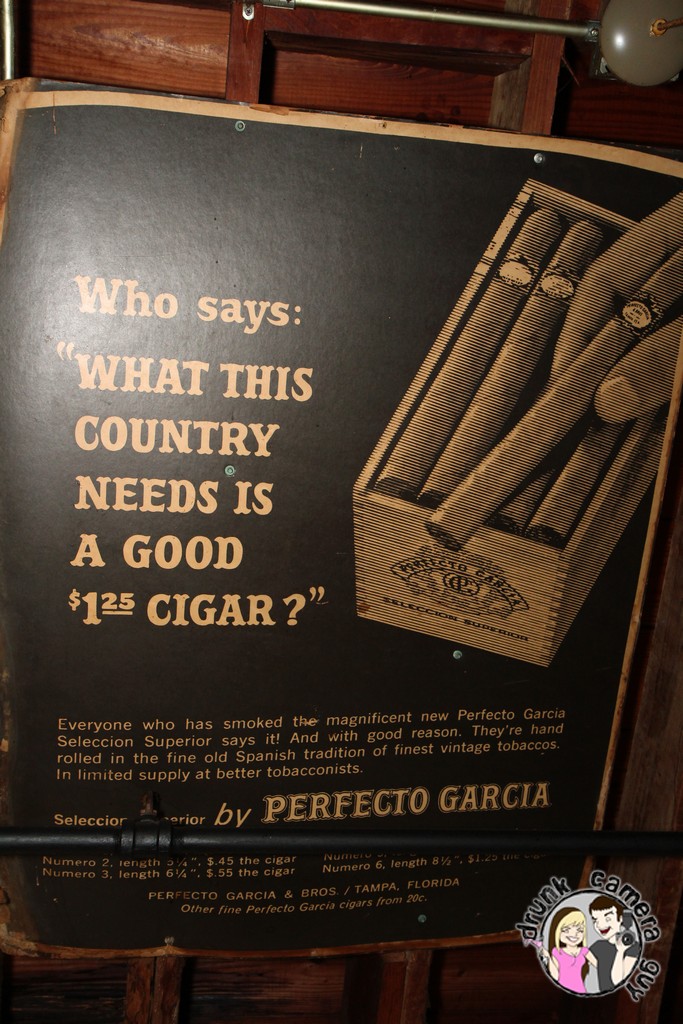 Who says:
"WHAT THIS
COUNTRY
NEEDS IS
A GOOD
$1.25 CIGAR?"
PERFECTO GARCIA
SELECCION SUPERIOR
Everyone who has smoked the magnificent new Perfecto Garcia
Seleccion Superior says it! And with good reason. They're hand
rolled in the fine old Spanish tradition of finest vintage tobaccos.
In limited supply at better tobacconists.
by PERFECTO GARCIA
Numero 2, length 5¼", $.45 the cigar
Numero 3, length 6¼", $.55 the cigar
Numero 6, length 8½", $1.25 the
PERFECTO GARCIA & BROS. / TAMPA, FLORIDA
Other fine Perfecto Garcia cigars from 20c.
drunk camera guy